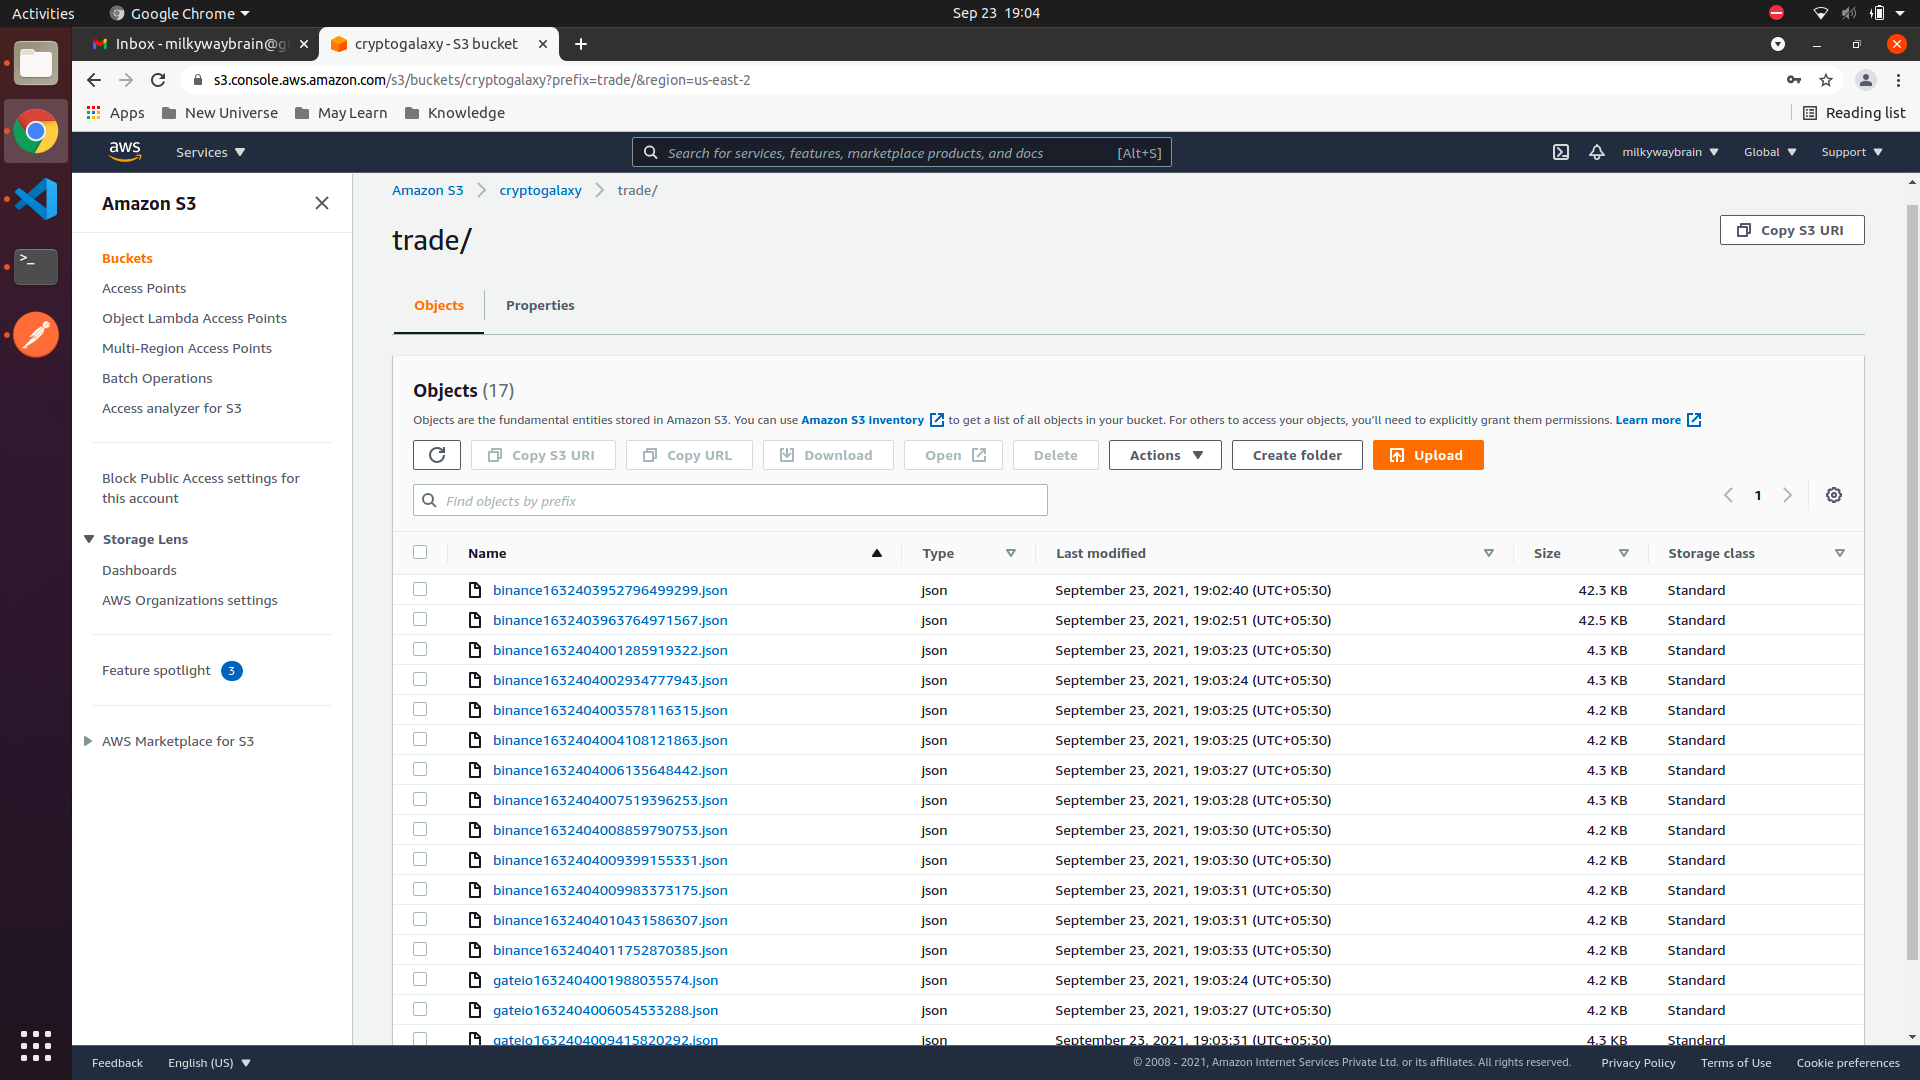 Activities
Google Chrome
Sep 23 19:04
Inbox - milkywaybrain@g
cryptogalaxy - S3 bucket
s3.console.aws.amazon.com/s3/buckets/cryptogalaxy?prefix=trade/&region=us-east-2
Apps
New Universe
May Learn
Knowledge
Reading list
aws
Services
Search for services, features, marketplace products, and docs
[Alt+S]
milkywaybrain
Global
Support
Amazon S3
Buckets
Access Points
Object Lambda Access Points
Multi-Region Access Points
Batch Operations
Access analyzer for S3
Block Public Access settings for
this account
Storage Lens
Dashboards
AWS Organizations settings
Feature spotlight 3
AWS Marketplace for S3
Amazon S3 > cryptogalaxy > trade/
trade/
Copy S3 URI
Objects
Properties
Objects (17)
Objects are the fundamental entities stored in Amazon S3. You can use Amazon S3 inventory to get a list of all objects in your bucket. For others to access your objects, you'll need to explicitly grant them permissions. Learn more
Copy S3 URI
Copy URL
Download
Open
Delete
Actions
Create folder
Upload
Find objects by prefix
1
Name Type Last modified Size Storage class
binance1632403952796499299.json json September 23, 2021, 19:02:40 (UTC+05:30) 42.3 KB Standard
binance1632403963764971567.json json September 23, 2021, 19:02:51 (UTC+05:30) 42.5 KB Standard
binance1632404001285919322.json json September 23, 2021, 19:03:23 (UTC+05:30) 4.3 KB Standard
binance1632404002934777943.json json September 23, 2021, 19:03:24 (UTC+05:30) 4.3 KB Standard
binance1632404003578116315.json json September 23, 2021, 19:03:25 (UTC+05:30) 4.2 KB Standard
binance1632404004108121863.json json September 23, 2021, 19:03:25 (UTC+05:30) 4.2 KB Standard
binance1632404006135648442.json json September 23, 2021, 19:03:27 (UTC+05:30) 4.3 KB Standard
binance1632404007519396253.json json September 23, 2021, 19:03:28 (UTC+05:30) 4.3 KB Standard
binance1632404008859790753.json json September 23, 2021, 19:03:30 (UTC+05:30) 4.2 KB Standard
binance1632404009399155331.json json September 23, 2021, 19:03:30 (UTC+05:30) 4.2 KB Standard
binance1632404009983373175.json json September 23, 2021, 19:03:31 (UTC+05:30) 4.2 KB Standard
binance1632404010431586307.json json September 23, 2021, 19:03:31 (UTC+05:30) 4.2 KB Standard
binance1632404011752870385.json json September 23, 2021, 19:03:33 (UTC+05:30) 4.2 KB Standard
gateio1632404001988035574.json json September 23, 2021, 19:03:24 (UTC+05:30) 4.2 KB Standard
gateio1632404006054533288.json json September 23, 2021, 19:03:27 (UTC+05:30) 4.2 KB Standard
gateio1632404009415820292.json json September 23, 2021, 19:03:31 (UTC+05:30) 4.3 KB Standard
Feedback
English (US)
© 2008 - 2021, Amazon Internet Services Private Ltd. or its affiliates. All rights reserved.
Privacy Policy
Terms of Use
Cookie preferences